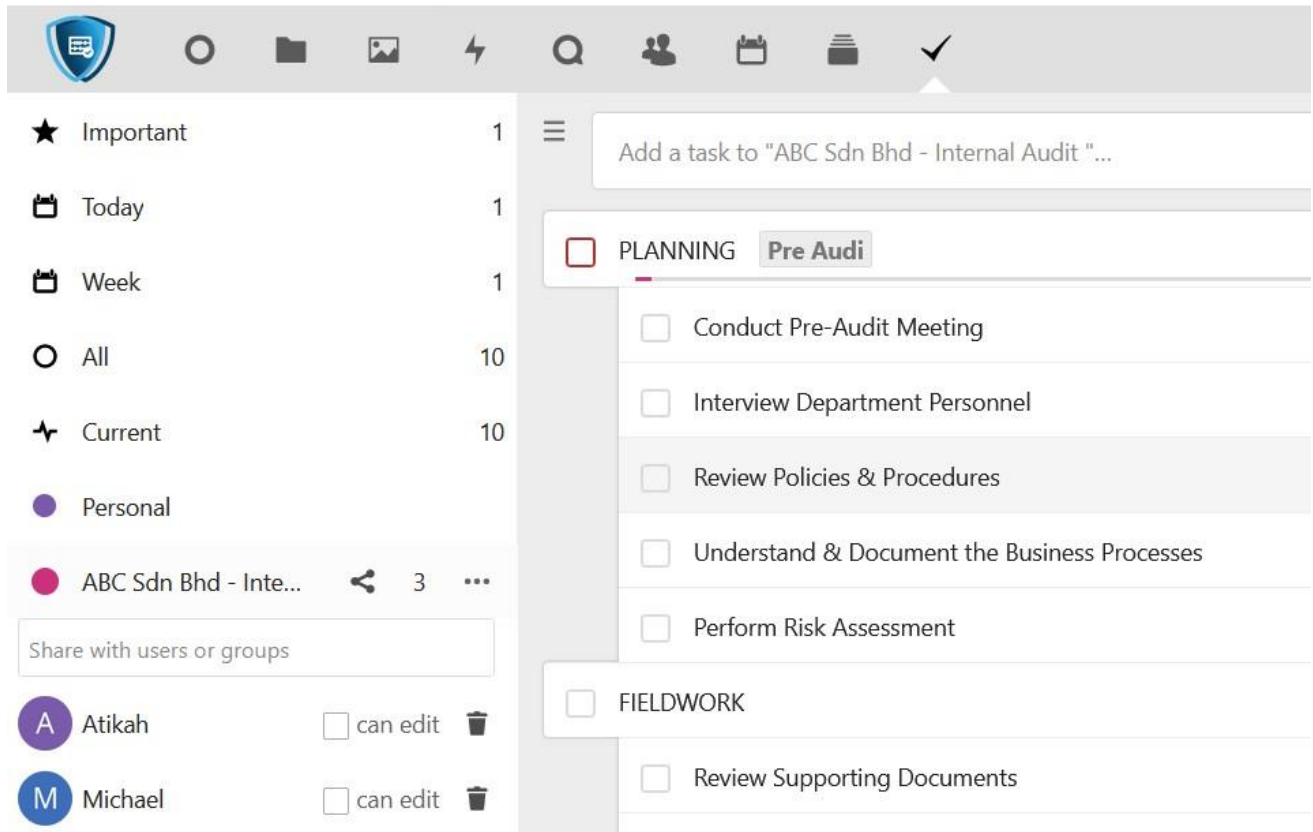 Important 1
Today 1
Week 1
All 10
Current 10
Personal
ABC Sdn Bhd - Inte... 3
Share with users or groups
A Atikah can edit
M Michael can edit
Add a task to "ABC Sdn Bhd - Internal Audit "...
PLANNING Pre Audi
Conduct Pre-Audit Meeting
Interview Department Personnel
Review Policies & Procedures
Understand & Document the Business Processes
Perform Risk Assessment
FIELDWORK
Review Supporting Documents